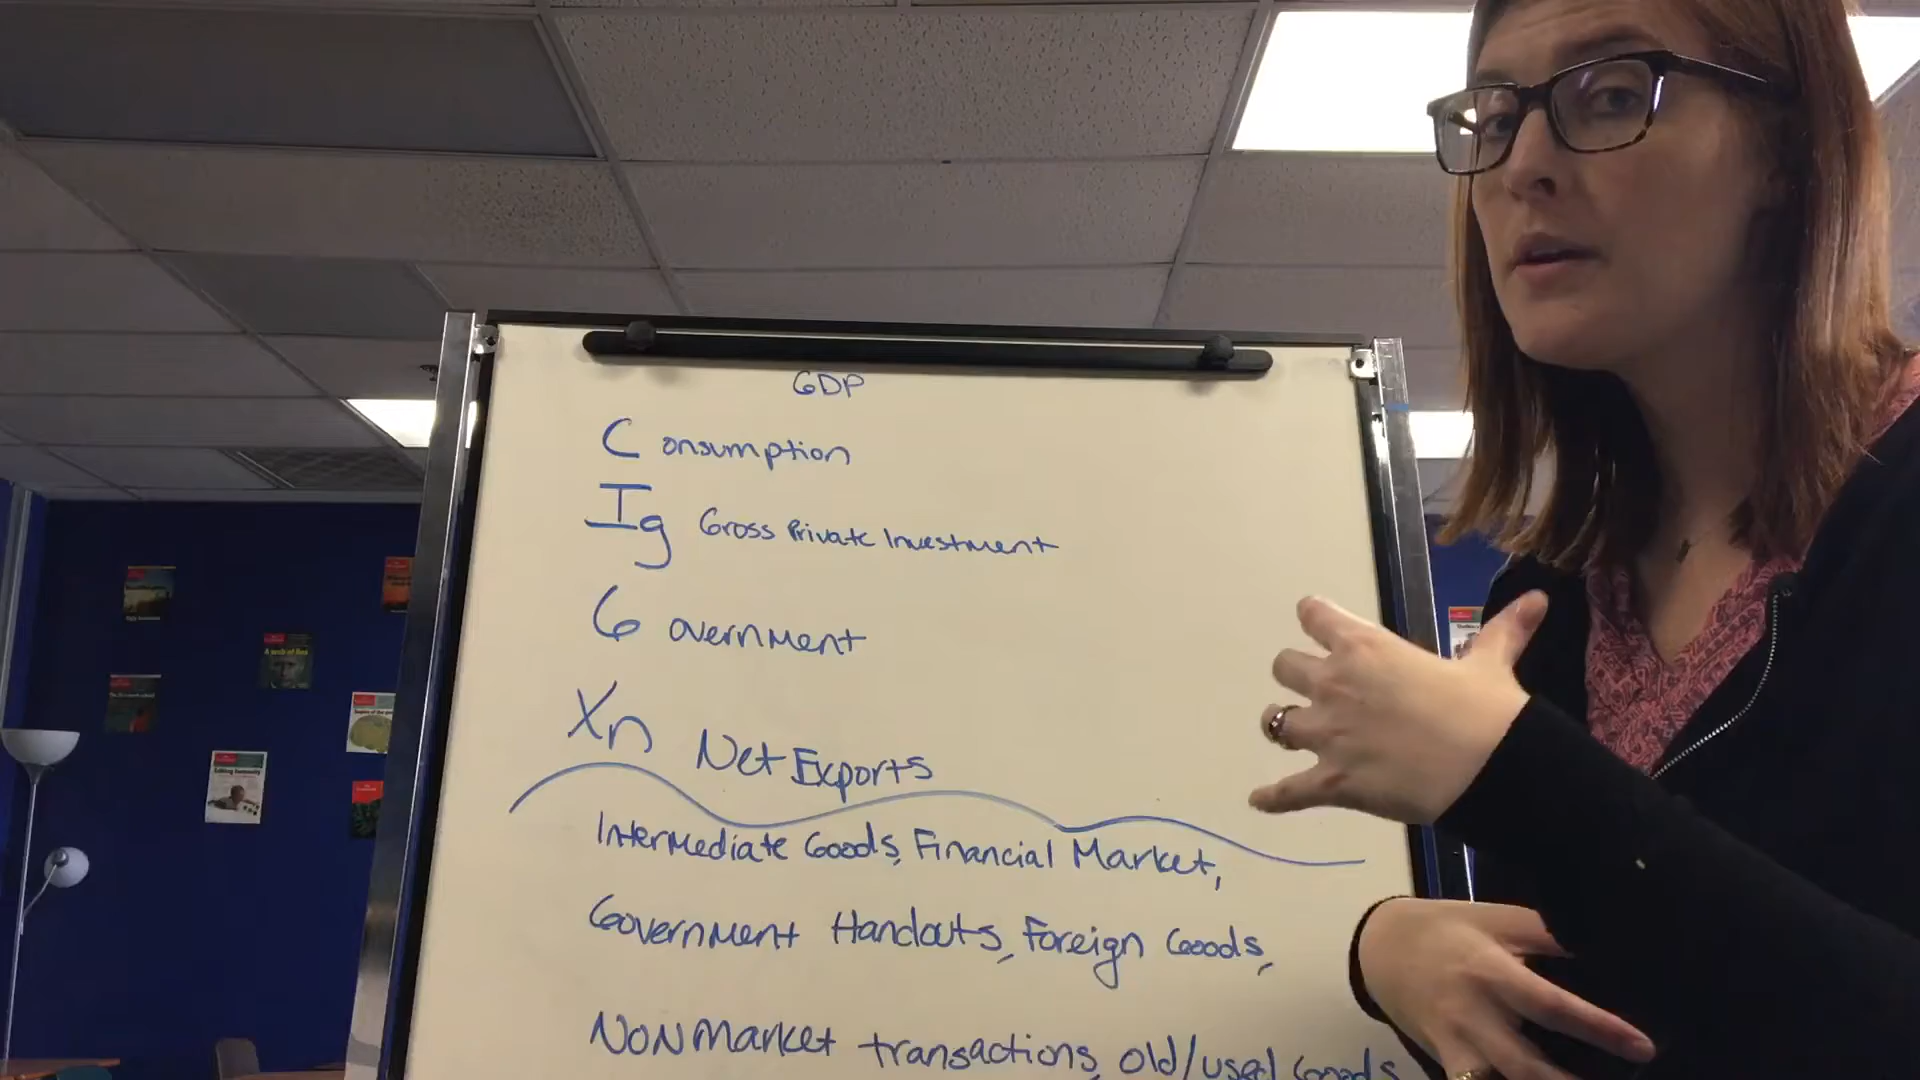 GDP
Consumption
Ig Gross Private Investment
Government
Xn Net Exports
Intermediate Goods, Financial Market,
Government Handouts, Foreign Goods,
NonMarket transactions, old/used Goods